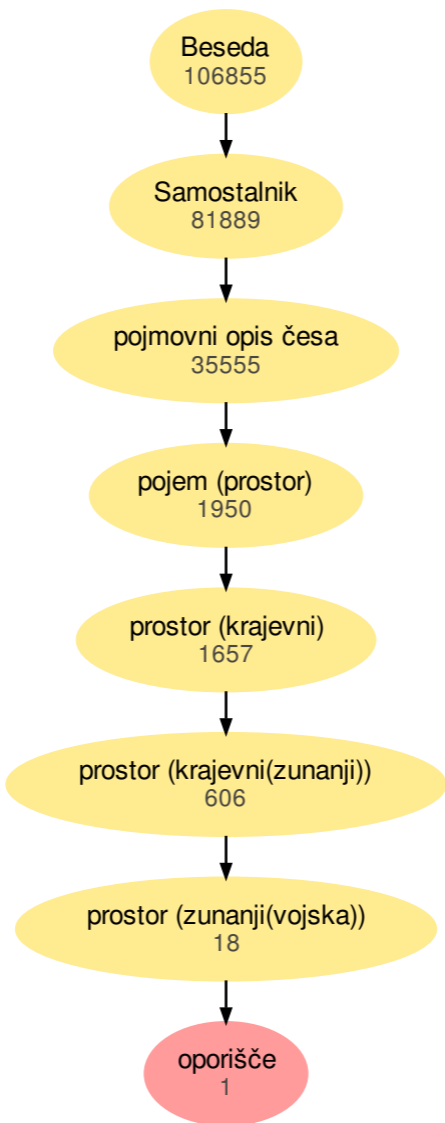 Beseda
106855
Samostalnik
81889
pojmovni opis česa
35555
pojem (prostor)
1950
prostor (krajevni)
1657
prostor (krajevni(zunanji))
606
prostor (zunanji(vojska))
18
oporišče
1